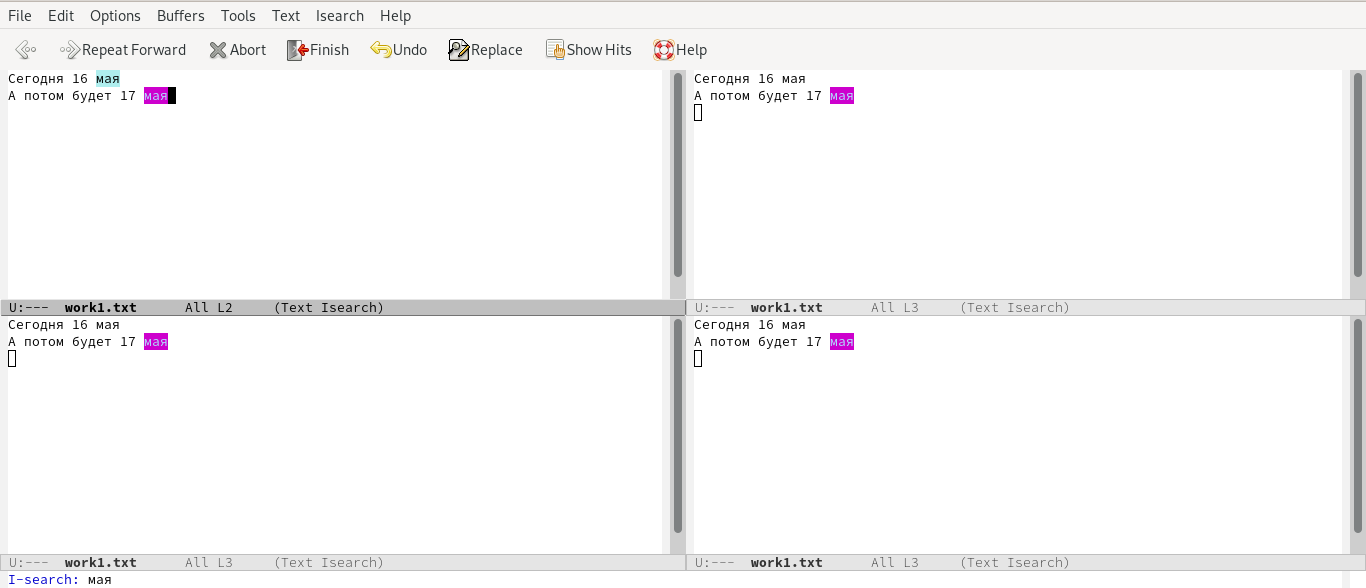 File Edit Options Buffers Tools Text Isearch Help
Repeat Forward Abort Finish Undo Replace Show Hits Help
Сегодня 16 мая
А потом будет 17 мая
U:--- work1.txt All L2 (Text Isearch)
Сегодня 16 мая
А потом будет 17 мая
U:--- work1.txt All L3 (Text Isearch)
Сегодня 16 мая
А потом будет 17 мая
U:--- work1.txt All L3 (Text Isearch)
Сегодня 16 мая
А потом будет 17 мая
U:--- work1.txt All L3 (Text Isearch)
I-search: мая